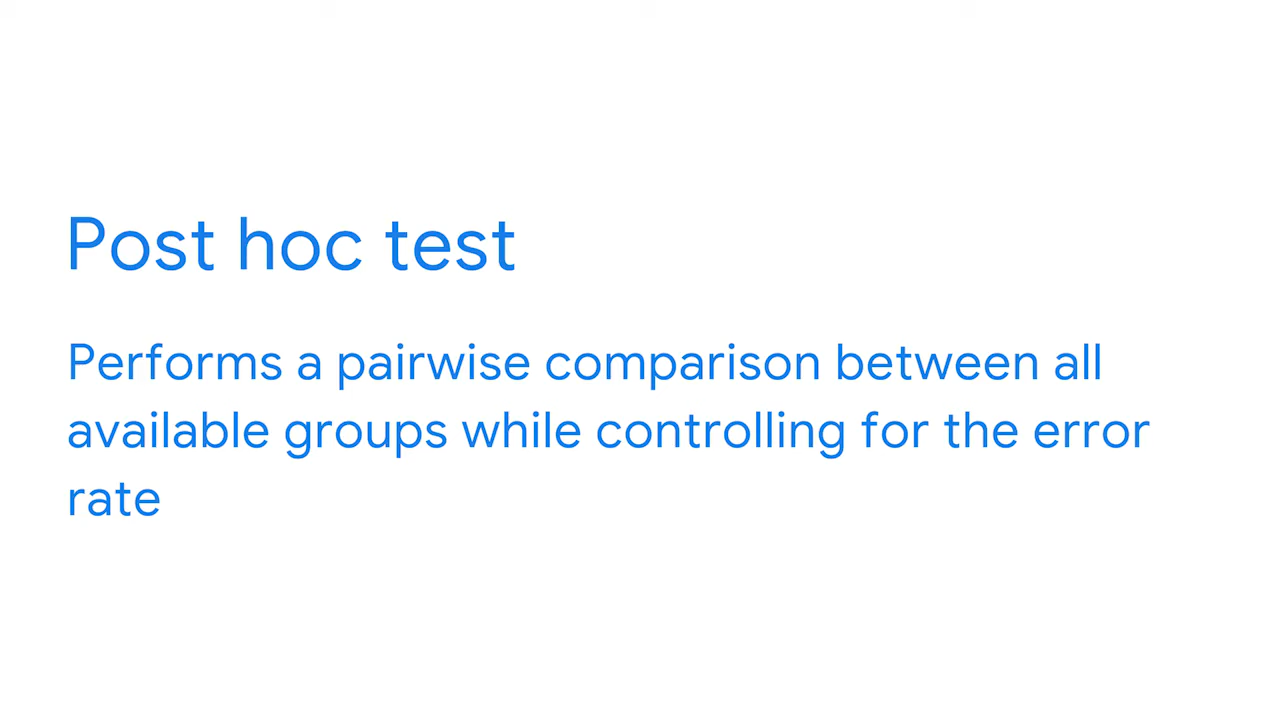 Post hoc test
Performs a pairwise comparison between all
available groups while controlling for the error
rate